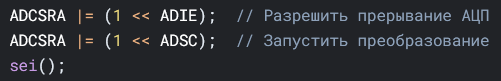 ADCSRA |= (1 << ADIE);  // Разрешить прерывание АЦП
ADCSRA |= (1 << ADSC);  // Запустить преобразование
sei();